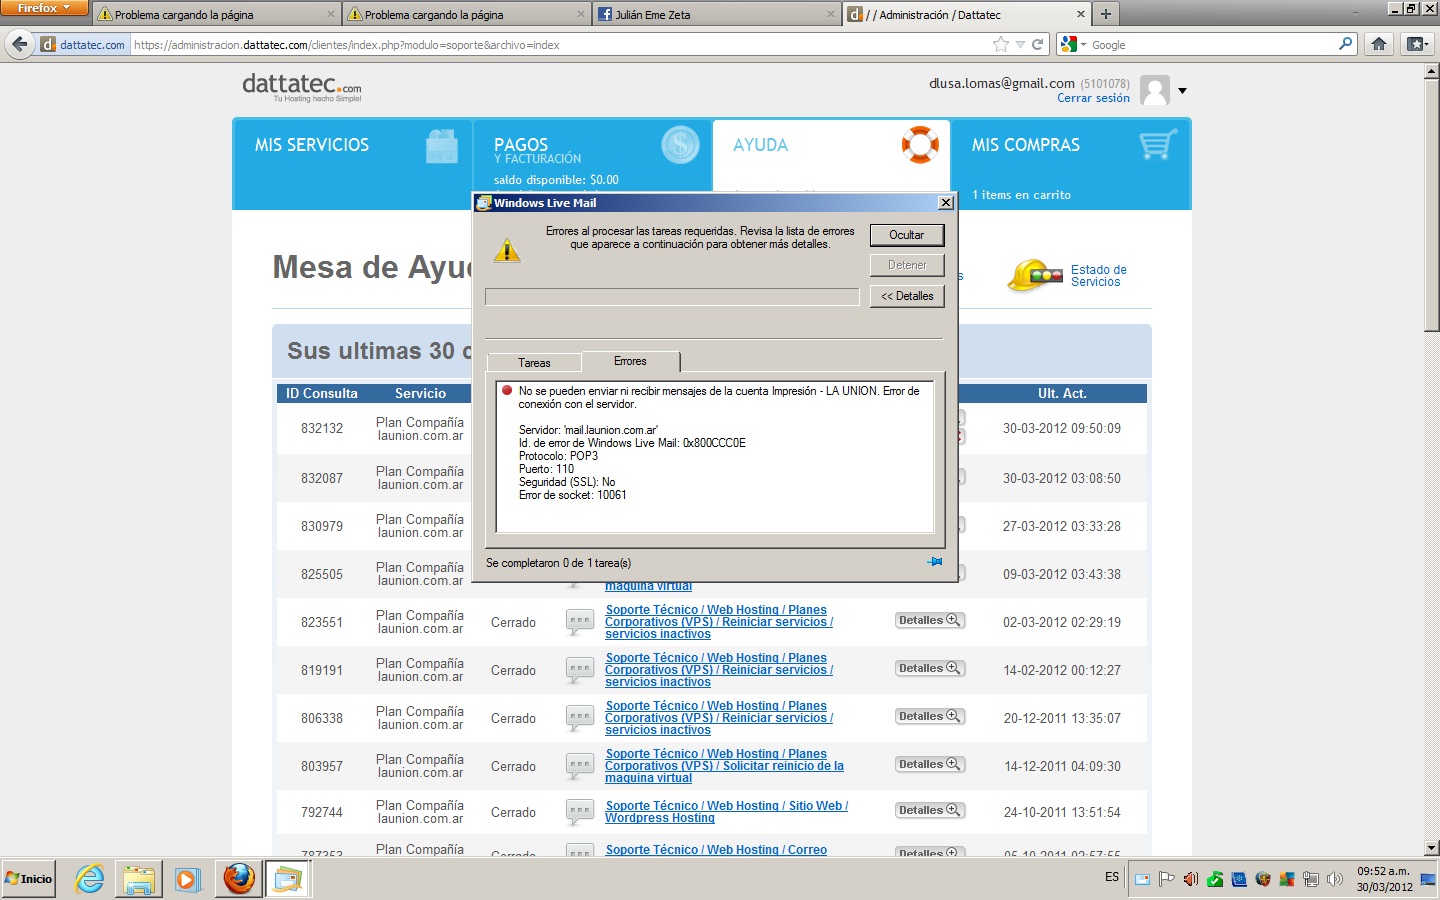 Firefox
Problema cargando la página
Problema cargando la página
Julián Eme Zeta
/ / Administración / Dattatec
dattatec.com
https://administracion.dattatec.com/clientes/index.php?modulo=soporte&archivo=index
Google
dattatec.com
Tu Hosting hecho Simple!
dlusa.lomas@gmail.com (5101078)
Cerrar sesión
MIS SERVICIOS
PAGOS
Y FACTURACIÓN
saldo disponible: $0.00
AYUDA
MIS COMPRAS
1 items en carrito
Windows Live Mail
Errores al procesar las tareas requeridas. Revisa la lista de errores
que aparece a continuación para obtener más detalles.
Ocultar
Detener
<< Detalles
Mesa de Ayu
Estado de
Servicios
Sus ultimas 30 c
Tareas
Errores
No se pueden enviar ni recibir mensajes de la cuenta Impresión - LA UNION. Error de
conexión con el servidor.
Servidor: 'mail.launion.com.ar'
Id. de error de Windows Live Mail: 0x800CCC0E
Protocolo: POP3
Puerto: 110
Seguridad (SSL): No
Error de socket: 10061
Se completaron 0 de 1 tarea(s)
ID Consulta Servicio Ult. Act.
832132 Plan Compañía launion.com.ar 30-03-2012 09:50:09
832087 Plan Compañía launion.com.ar 30-03-2012 03:08:50
830979 Plan Compañía launion.com.ar 27-03-2012 03:33:28
825505 Plan Compañía launion.com.ar maquina virtual 09-03-2012 03:43:38
823551 Plan Compañía launion.com.ar Cerrado Soporte Técnico / Web Hosting / Planes Corporativos (VPS) / Reiniciar servicios / servicios inactivos Detalles 02-03-2012 02:29:19
819191 Plan Compañía launion.com.ar Cerrado Soporte Técnico / Web Hosting / Planes Corporativos (VPS) / Reiniciar servicios / servicios inactivos Detalles 14-02-2012 00:12:27
806338 Plan Compañía launion.com.ar Cerrado Soporte Técnico / Web Hosting / Planes Corporativos (VPS) / Reiniciar servicios / servicios inactivos Detalles 20-12-2011 13:35:07
803957 Plan Compañía launion.com.ar Cerrado Soporte Técnico / Web Hosting / Planes Corporativos (VPS) / Solicitar reinicio de la maquina virtual Detalles 14-12-2011 04:09:30
792744 Plan Compañía launion.com.ar Cerrado Soporte Técnico / Web Hosting / Sitio Web / Wordpress Hosting Detalles 24-10-2011 13:51:54
787353 Plan Compañía Cerrado Soporte Técnico / Web Hosting / Correo Detalles 05-10-2011 02:57:55
Inicio
ES
09:52 a.m.
30/03/2012